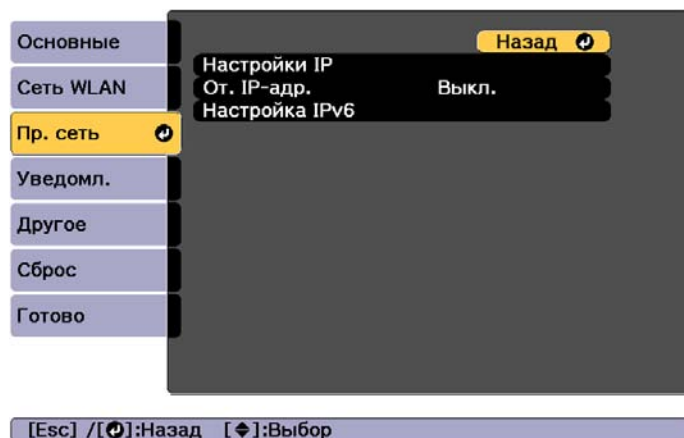 Основные
Сеть WLAN
Пр. сеть
Уведомл.
Другое
Сброс
Готово
Назад
Настройки IP
От. IP-адр. Выкл.
Настройка IPv6
[Esc] /[]:Назад []:Выбор